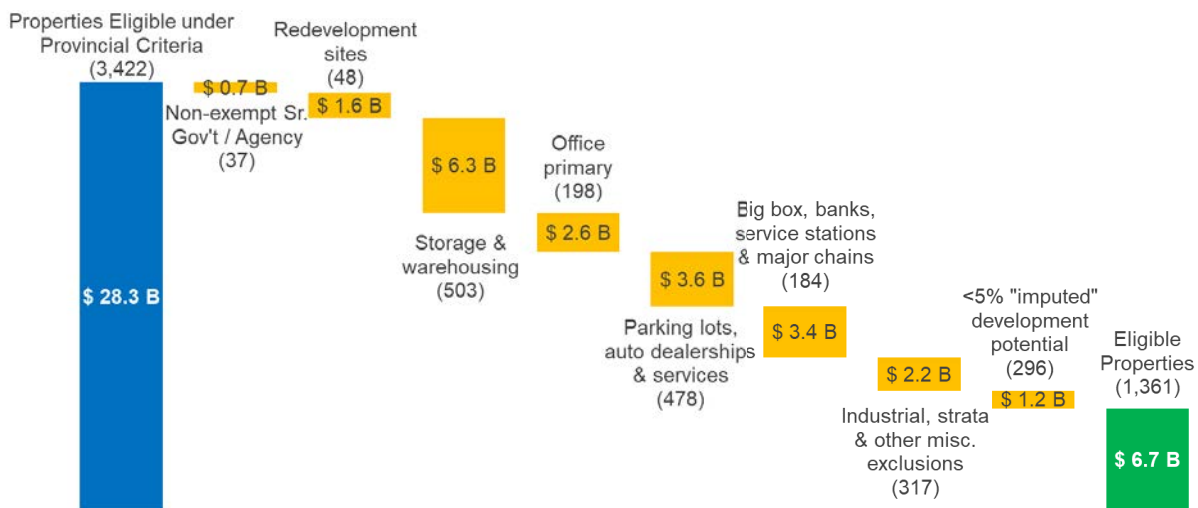 Properties Eligible under
Provincial Criteria
(3,422)
$ 28.3 B
$ 0.7 B
Non-exempt Sr.
Gov't / Agency
(37)
Redevelopment
sites
(48)
$ 1.6 B
$ 6.3 B
Storage &
warehousing
(503)
Office
primary
(198)
$ 2.6 B
$ 3.6 B
Parking lots,
auto dealerships
& services
(478)
Big box, banks,
service stations
& major chains
(184)
$ 3.4 B
$ 2.2 B
Industrial, strata
& other misc.
exclusions
(317)
<5% "imputed"
development
potential
(296)
$ 1.2 B
Eligible
Properties
(1,361)
$ 6.7 B